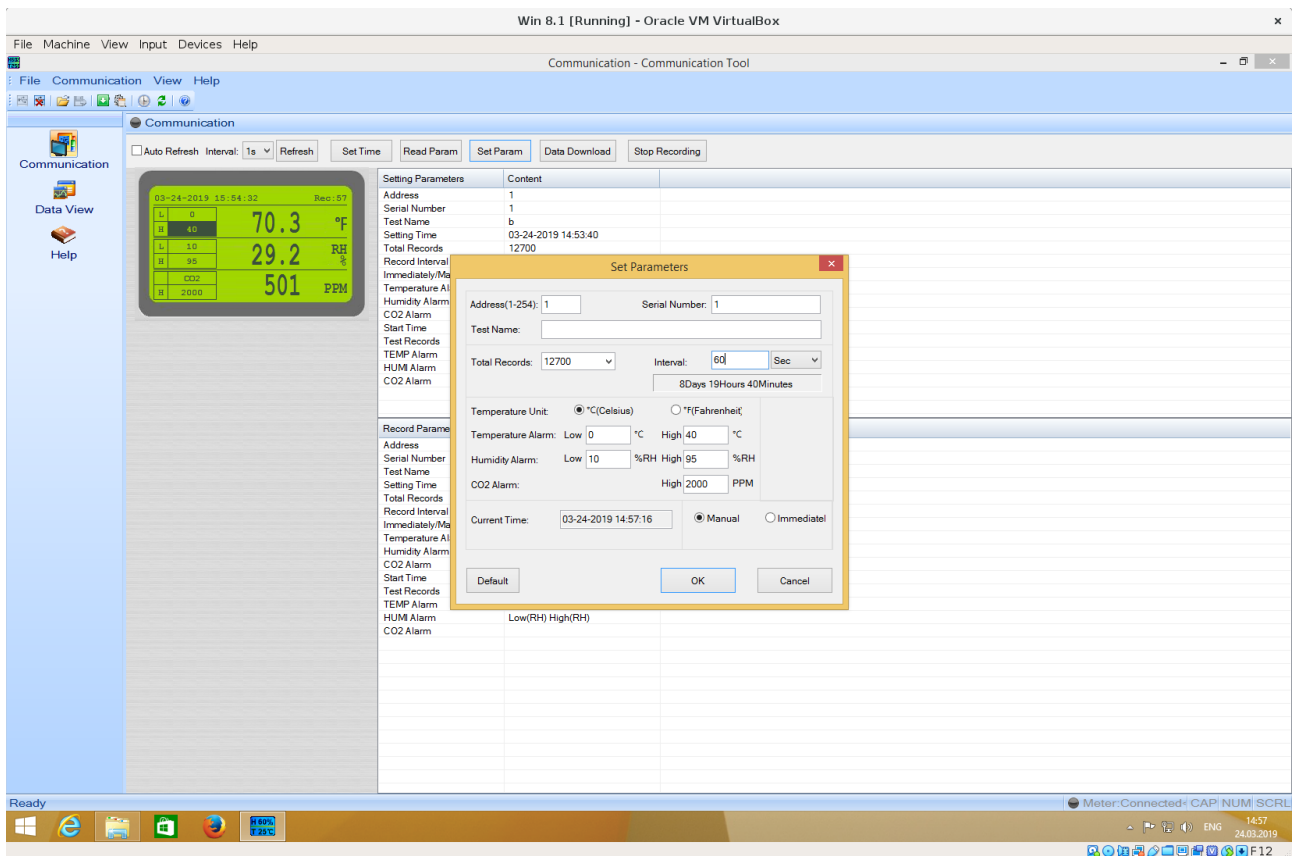 Win 8.1 [Running] - Oracle VM VirtualBox
File Machine View Input Devices Help
Communication - Communication Tool
File Communication View Help
Communication
Communication
Data View
Help
Auto Refresh Interval: 1s Refresh Set Time Read Param Set Param Data Download Stop Recording
03-24-2019 15:54:32 Rec:57
L 0
H 40
70.3 °F
L 10
H 95
29.2 RH %
CO2
H 2000
501 PPM
Setting Parameters Content
Address 1
Serial Number 1
Test Name b
Setting Time 03-24-2019 14:53:40
Total Records 12700
Record Interval
Immediately/Ma
Temperature Al
Humidity Alarm
CO2 Alarm
Start Time
Test Records
TEMP Alarm
HUMI Alarm
CO2 Alarm
Record Parame
Address
Serial Number
Test Name
Setting Time
Total Records
Record Interval
Immediately/Ma
Temperature Al
Humidity Alarm
CO2 Alarm
Start Time
Test Records
TEMP Alarm
HUMI Alarm Low(RH) High(RH)
CO2 Alarm
Set Parameters
Address(1-254): 1 Serial Number: 1
Test Name:
Total Records: 12700 Interval: 60 Sec
8Days 19Hours 40Minutes
Temperature Unit: °C(Celsius) °F(Fahrenheit)
Temperature Alarm: Low 0 °C High 40 °C
Humidity Alarm: Low 10 %RH High 95 %RH
CO2 Alarm: High 2000 PPM
Current Time: 03-24-2019 14:57:16 Manual Immediatel
Default OK Cancel
Ready
Meter:Connected CAP NUM SCRL
H 60%
T 25°C
ENG
14:57
24.03.2019
F12